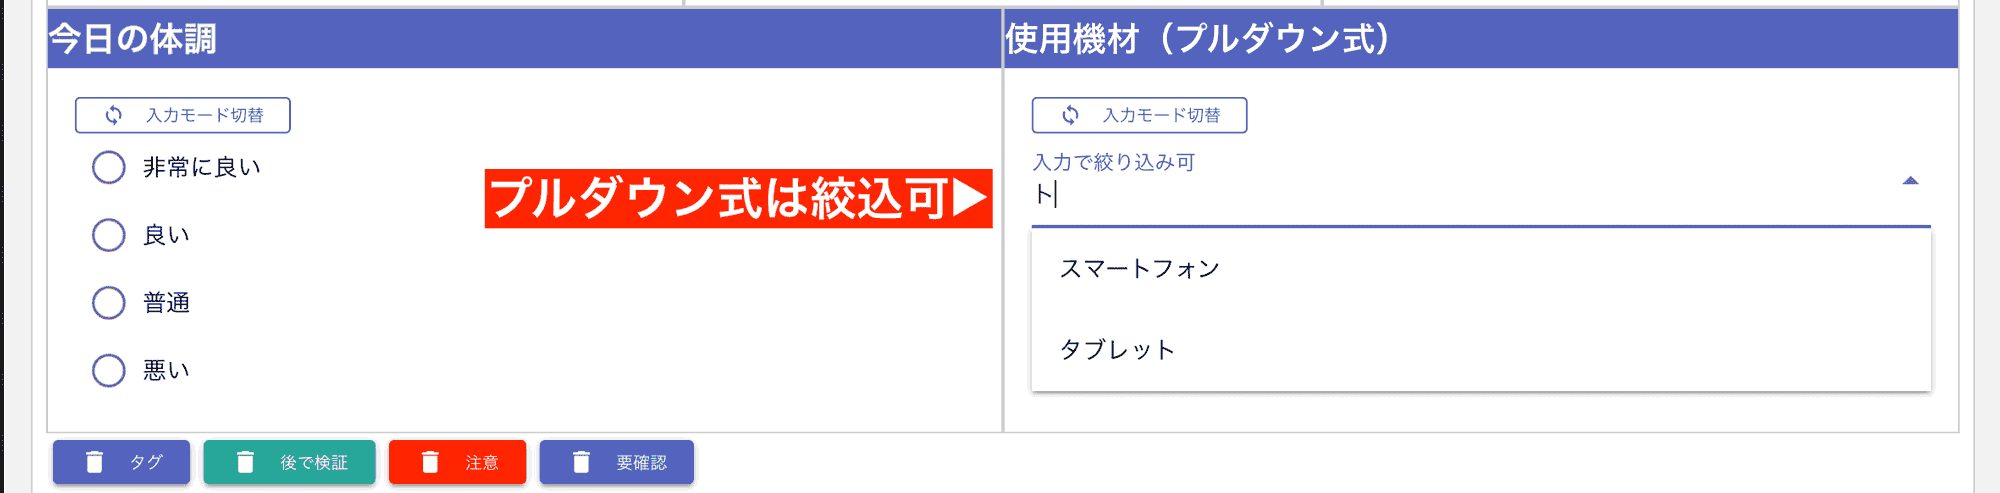 今日の体調
入力モード切替
非常に良い
良い
普通
悪い
プルダウン式は絞込可▶
使用機材（プルダウン式）
入力モード切替
入力で絞り込み可
ト
スマートフォン
タブレット
タグ
後で検証
注意
要確認